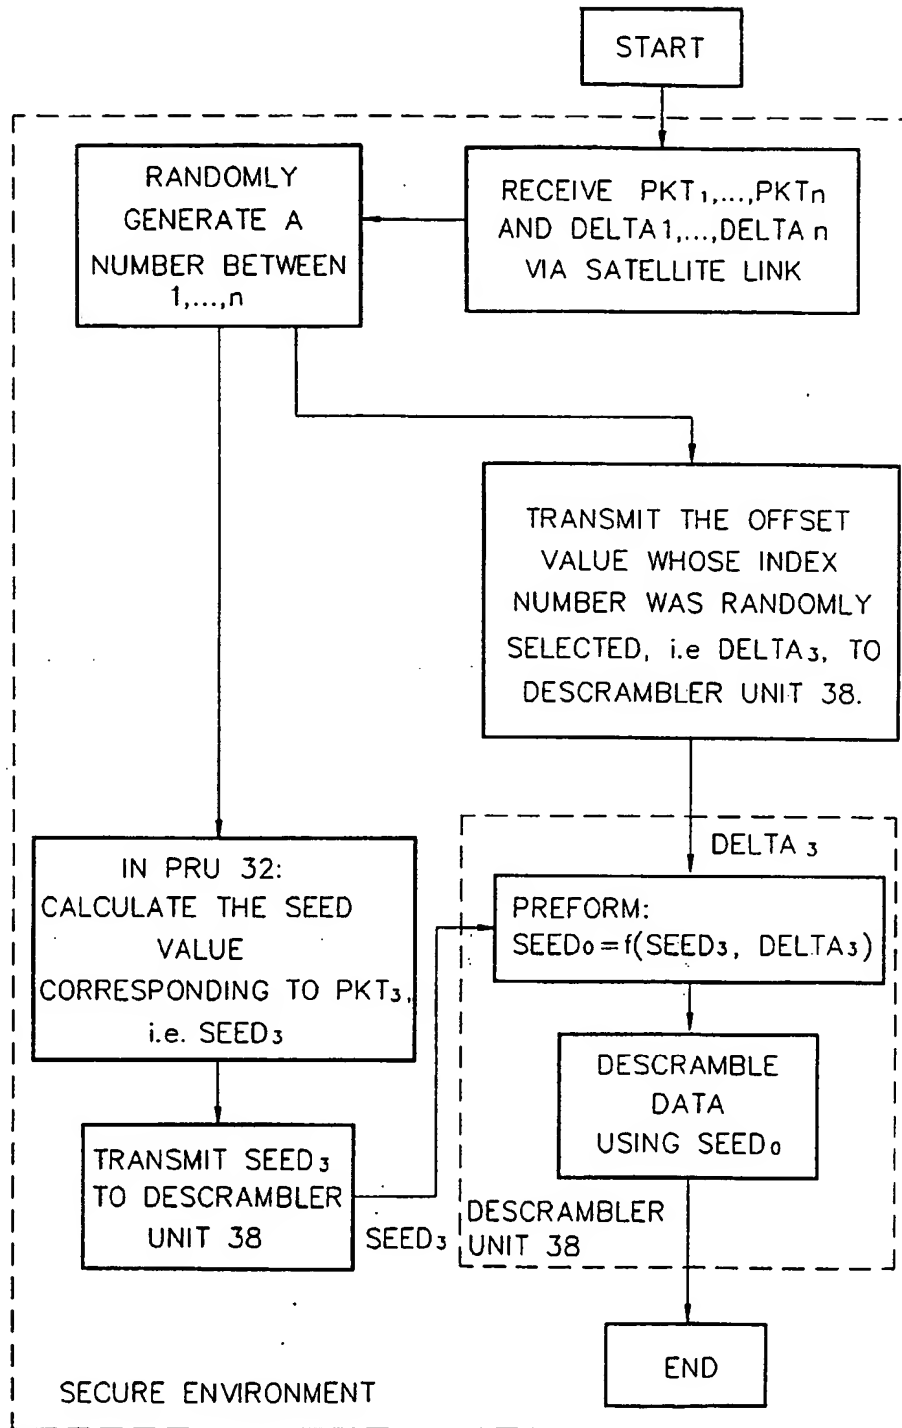 START
RECEIVE PKT₁,...,PKTn
AND DELTA1,...,DELTA n
VIA SATELLITE LINK
RANDOMLY
GENERATE A
NUMBER BETWEEN
1,...,n
TRANSMIT THE OFFSET
VALUE WHOSE INDEX
NUMBER WAS RANDOMLY
SELECTED, i.e DELTA₃, TO
DESCRAMBLER UNIT 38.
IN PRU 32:
CALCULATE THE SEED
VALUE
CORRESPONDING TO PKT₃,
i.e. SEED₃
TRANSMIT SEED₃
TO DESCRAMBLER
UNIT 38
SEED₃
DELTA ₃
PREFORM:
SEED₀=f(SEED₃, DELTA₃)
DESCRAMBLE
DATA
USING SEED₀
DESCRAMBLER
UNIT 38
END
SECURE ENVIRONMENT